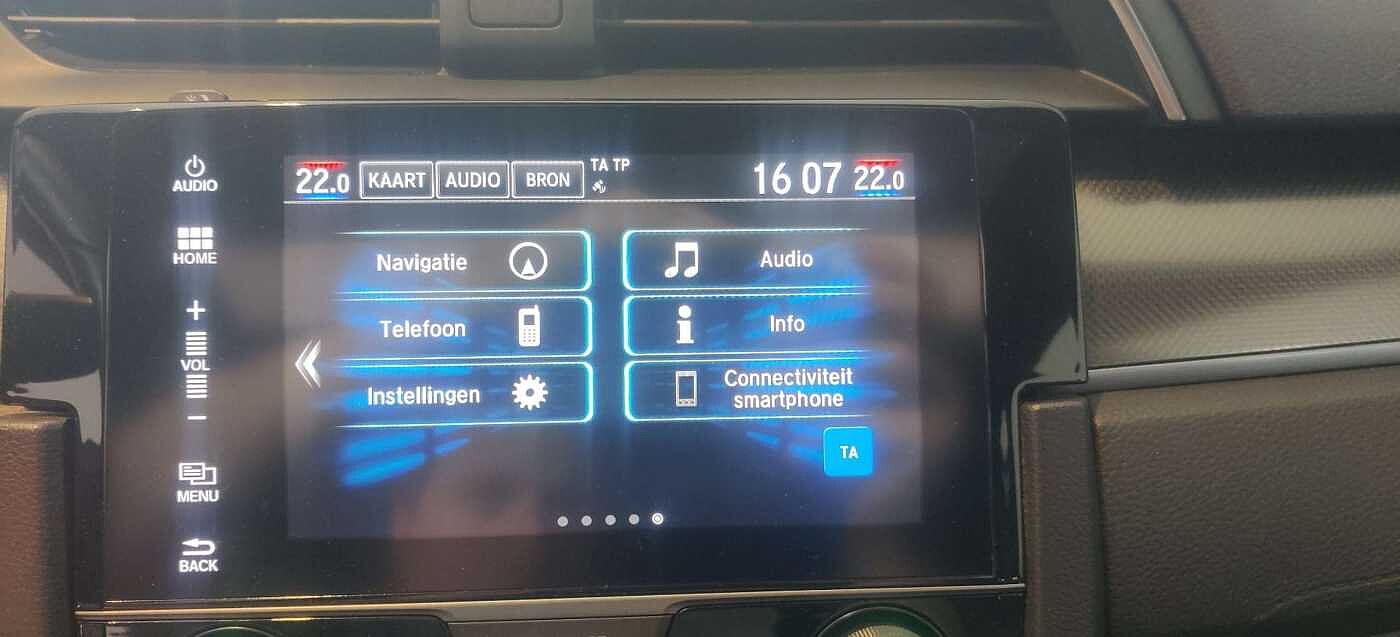 AUDIO
HOME
+
VOL
-
MENU
BACK
22.0 KAART AUDIO BRON TA TP 16 07 22.0
Navigatie
Audio
Telefoon
Info
Instellingen
Connectiviteit
smartphone
TA